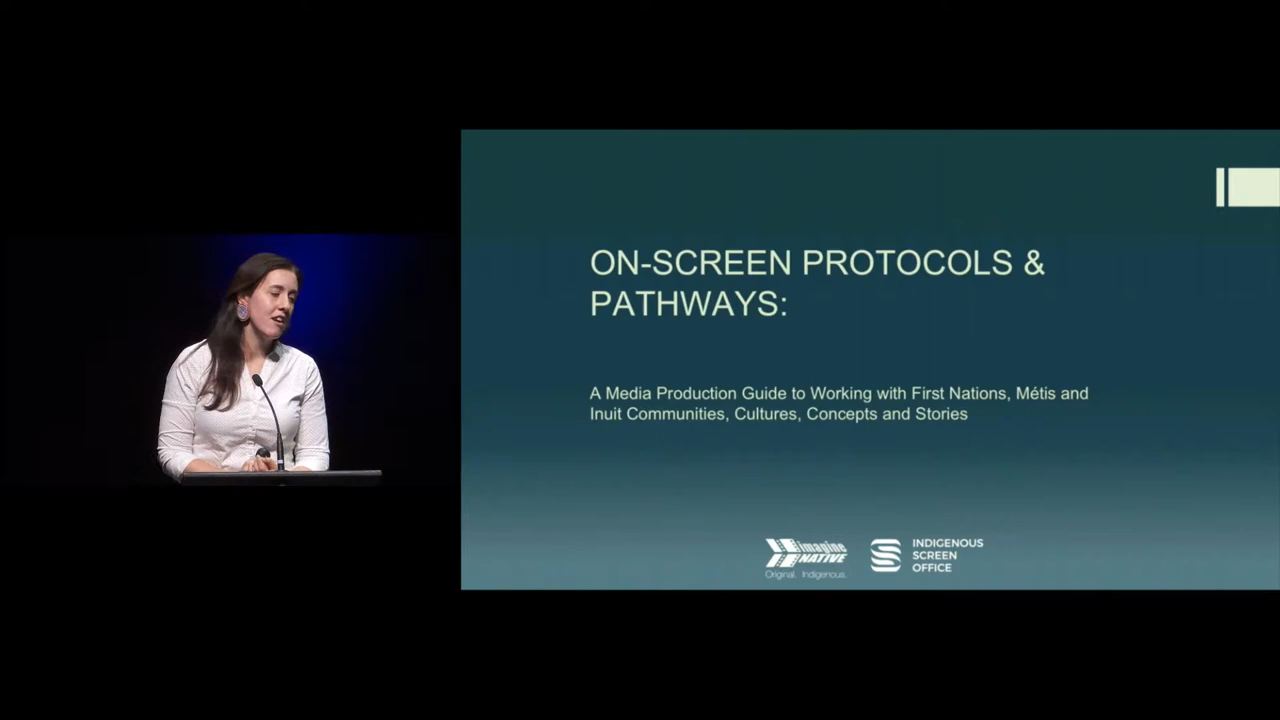 ON-SCREEN PROTOCOLS &
PATHWAYS:
A Media Production Guide to Working with First Nations, Métis and
Inuit Communities, Cultures, Concepts and Stories
imagine
NATIVE
Original. Indigenous.
INDIGENOUS
SCREEN
OFFICE